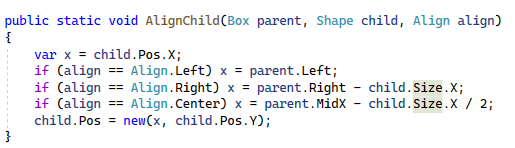 public static void AlignChild(Box parent, Shape child, Align align)
{
    var x = child.Pos.X;
    if (align == Align.Left) x = parent.Left;
    if (align == Align.Right) x = parent.Right - child.Size.X;
    if (align == Align.Center) x = parent.MidX - child.Size.X / 2;
    child.Pos = new(x, child.Pos.Y);
}